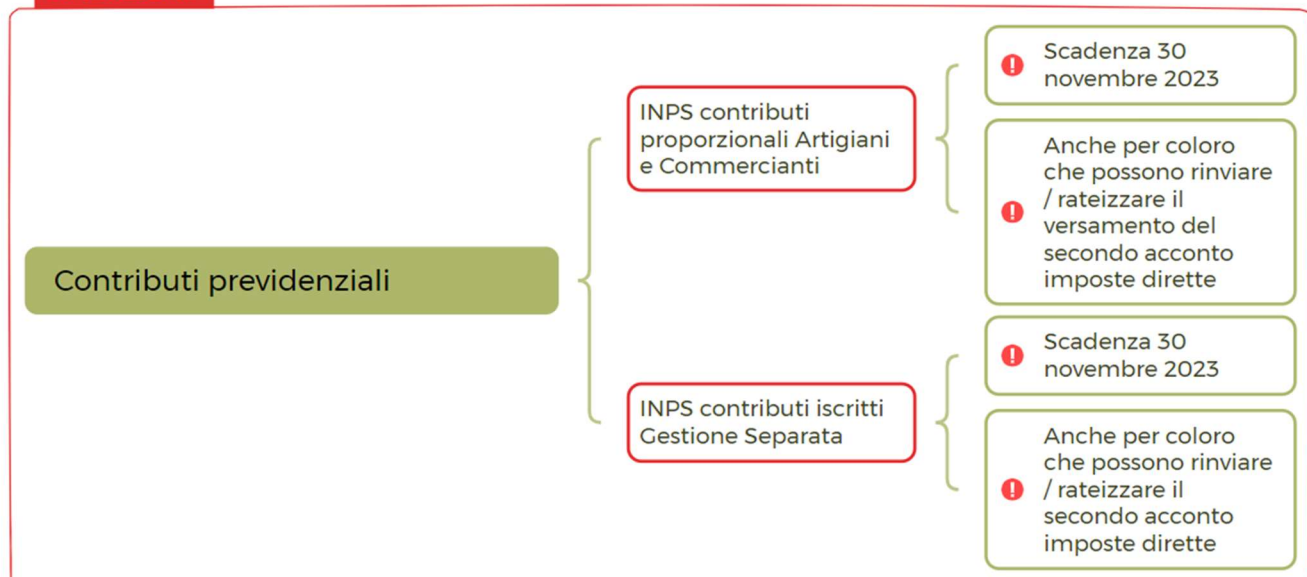 Contributi previdenziali
INPS contributi
proporzionali Artigiani
e Commercianti
Scadenza 30
novembre 2023
Anche per coloro
che possono rinviare
/ rateizzare il
versamento del
secondo acconto
imposte dirette
INPS contributi iscritti
Gestione Separata
Scadenza 30
novembre 2023
Anche per coloro
che possono rinviare
/ rateizzare il
secondo acconto
imposte dirette